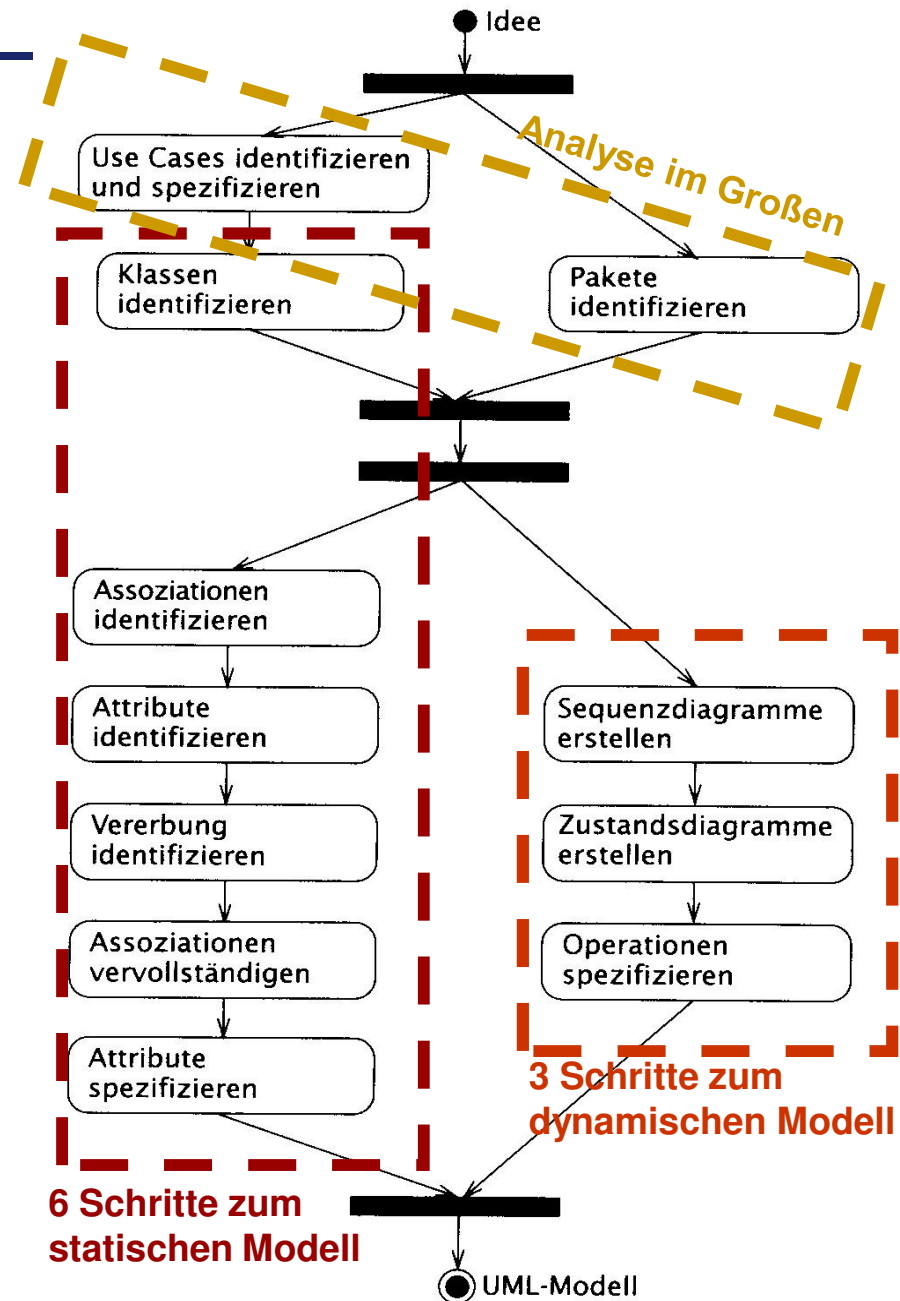 Idee
Analyse im Großen
Use Cases identifizieren
und spezifizieren
Klassen
identifizieren
Pakete
identifizieren
Assoziationen
identifizieren
Attribute
identifizieren
Vererbung
identifizieren
Assoziationen
vervollständigen
Attribute
spezifizieren
Sequenzdiagramme
erstellen
Zustandsdiagramme
erstellen
Operationen
spezifizieren
3 Schritte zum
dynamischen Modell
6 Schritte zum
statischen Modell
UML-Modell